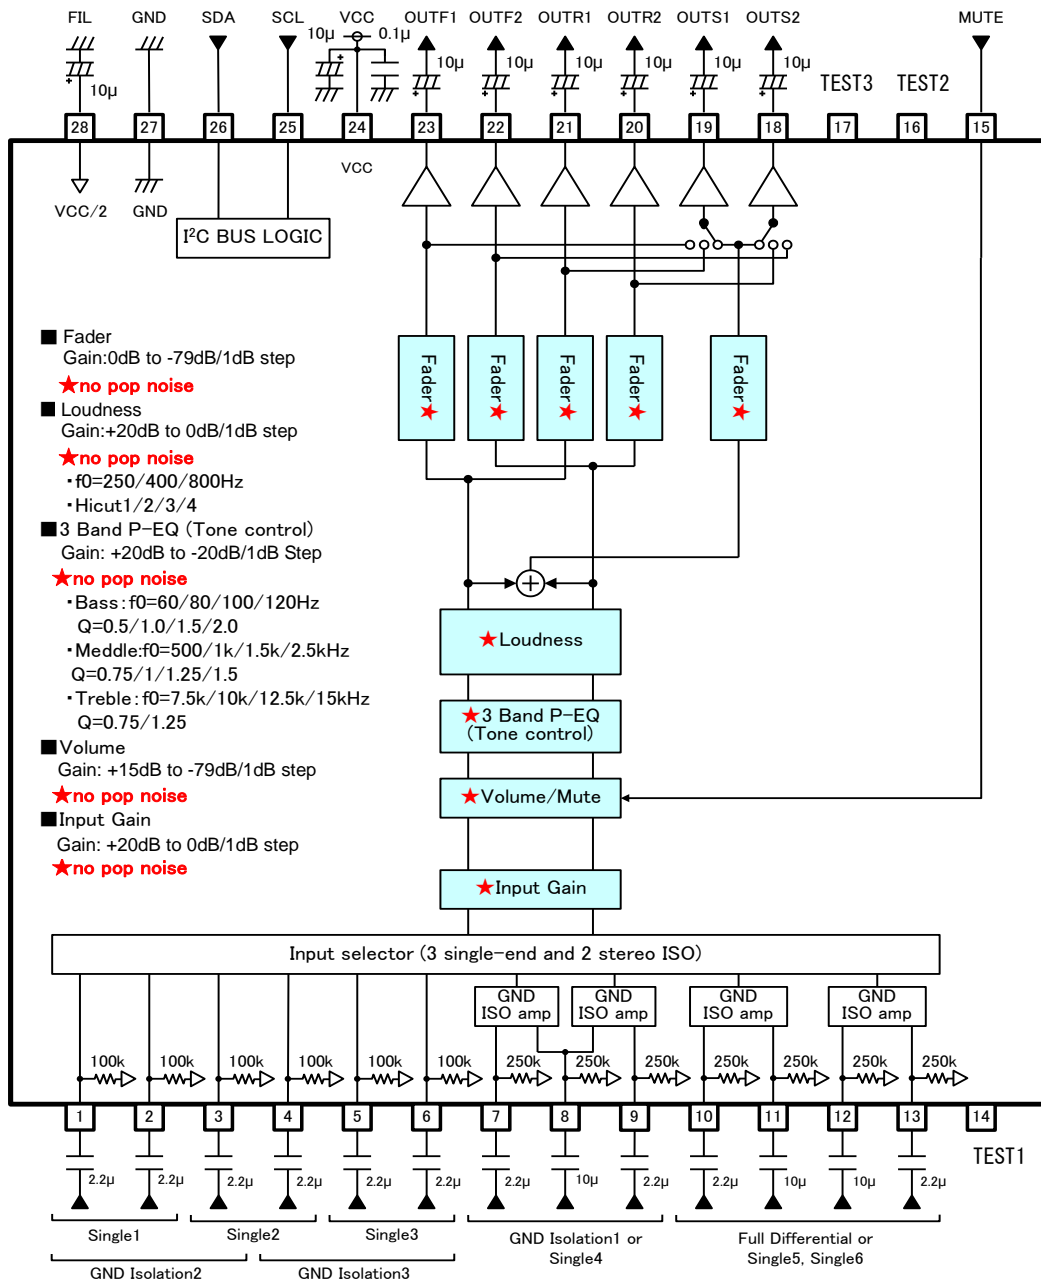 FIL GND SDA SCL VCC OUTF1 OUTF2 OUTR1 OUTR2 OUTS1 OUTS2 MUTE
10μ 0.1μ
+ 10μ + 10μ + 10μ + 10μ + 10μ + 10μ + 10μ +
TEST3 TEST2
28 27 26 25 24 23 22 21 20 19 18 17 16 15
VCC
VCC/2 GND
I²C BUS LOGIC
■ Fader
Gain:0dB to -79dB/1dB step
★no pop noise
■ Loudness
Gain:+20dB to 0dB/1dB step
★no pop noise
・f0=250/400/800Hz
・Hicut1/2/3/4
■3 Band P-EQ (Tone control)
Gain: +20dB to -20dB/1dB Step
★no pop noise
・Bass:f0=60/80/100/120Hz
Q=0.5/1.0/1.5/2.0
・Meddle:f0=500/1k/1.5k/2.5kHz
Q=0.75/1/1.25/1.5
・Treble:f0=7.5k/10k/12.5k/15kHz
Q=0.75/1.25
■Volume
Gain: +15dB to -79dB/1dB step
★no pop noise
■Input Gain
Gain: +20dB to 0dB/1dB step
★no pop noise
Fader★ Fader★ Fader★ Fader★ Fader★
+
★Loudness
★3 Band P-EQ
(Tone control)
★Volume/Mute
★Input Gain
Input selector (3 single-end and 2 stereo ISO)
GND GND GND GND
ISO amp ISO amp ISO amp ISO amp
100k 100k 100k 100k 100k 100k 250k 250k 250k 250k 250k 250k 250k
1 2 3 4 5 6 7 8 9 10 11 12 13 14
TEST1
2.2μ 2.2μ 2.2μ 2.2μ 2.2μ 2.2μ 2.2μ 10μ 2.2μ 2.2μ 10μ 10μ 2.2μ
Single1 Single2 Single3
GND Isolation1 or
Single4
Full Differential or
Single5, Single6
GND Isolation2 GND Isolation3